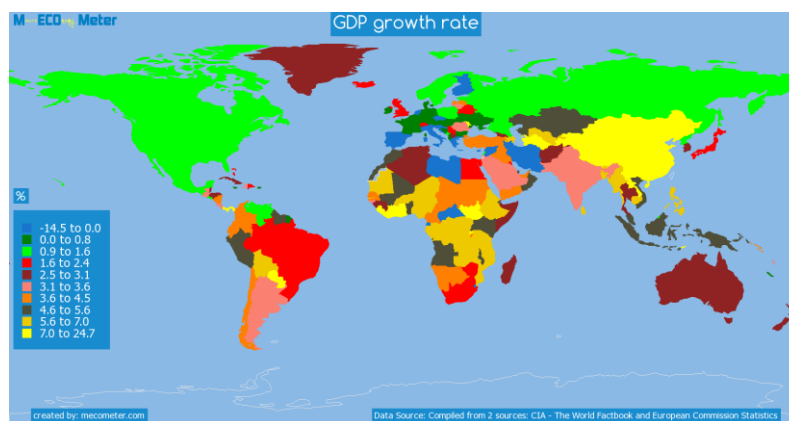 M ECO Meter
GDP growth rate
%
-14.5 to 0.0
0.0 to 0.8
0.9 to 1.6
1.6 to 2.4
2.5 to 3.1
3.1 to 3.6
3.6 to 4.5
4.6 to 5.6
5.6 to 7.0
7.0 to 24.7
created by: mecometer.com
Data Source: Compiled from 2 sources: CIA - The World Factbook and European Commission Statistics